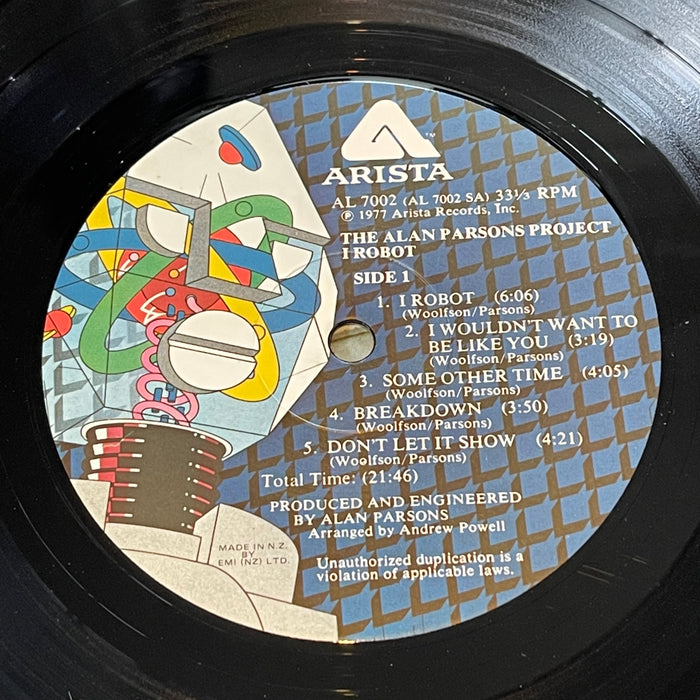 ARISTA™
AL 7002 (AL 7002 SA) 33⅓ RPM
℗ 1977 Arista Records, Inc.
THE ALAN PARSONS PROJECT
I ROBOT
SIDE 1
1. I ROBOT (6:06)
(Woolfson/Parsons)
2. I WOULDN'T WANT TO
BE LIKE YOU (3:19)
(Woolfson/Parsons)
3. SOME OTHER TIME (4:05)
(Woolfson/Parsons)
4. BREAKDOWN (3:50)
(Woolfson/Parsons)
5. DON'T LET IT SHOW (4:21)
(Woolfson/Parsons)
Total Time: (21:46)
PRODUCED AND ENGINEERED
BY ALAN PARSONS
Arranged by Andrew Powell
MADE IN N.Z.
BY
EMI (NZ) LTD.
Unauthorized duplication is a
violation of applicable laws.